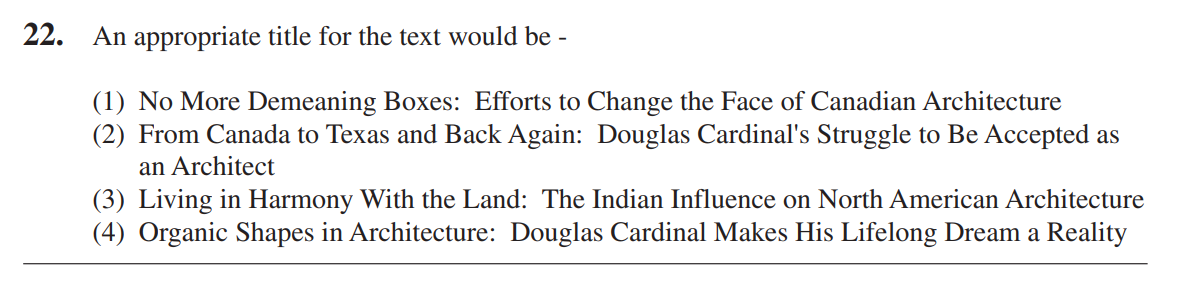 22. An appropriate title for the text would be -
(1) No More Demeaning Boxes: Efforts to Change the Face of Canadian Architecture
(2) From Canada to Texas and Back Again: Douglas Cardinal's Struggle to Be Accepted as
an Architect
(3) Living in Harmony With the Land: The Indian Influence on North American Architecture
(4) Organic Shapes in Architecture: Douglas Cardinal Makes His Lifelong Dream a Reality